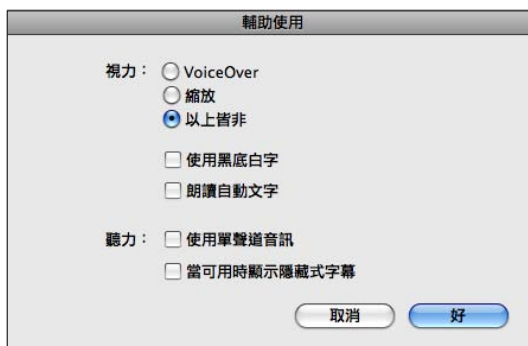 輔助使用
視力： VoiceOver
縮放
以上皆非
使用黑底白字
朗讀自動文字
聽力： 使用單聲道音訊
當可用時顯示隱藏式字幕
取消 好